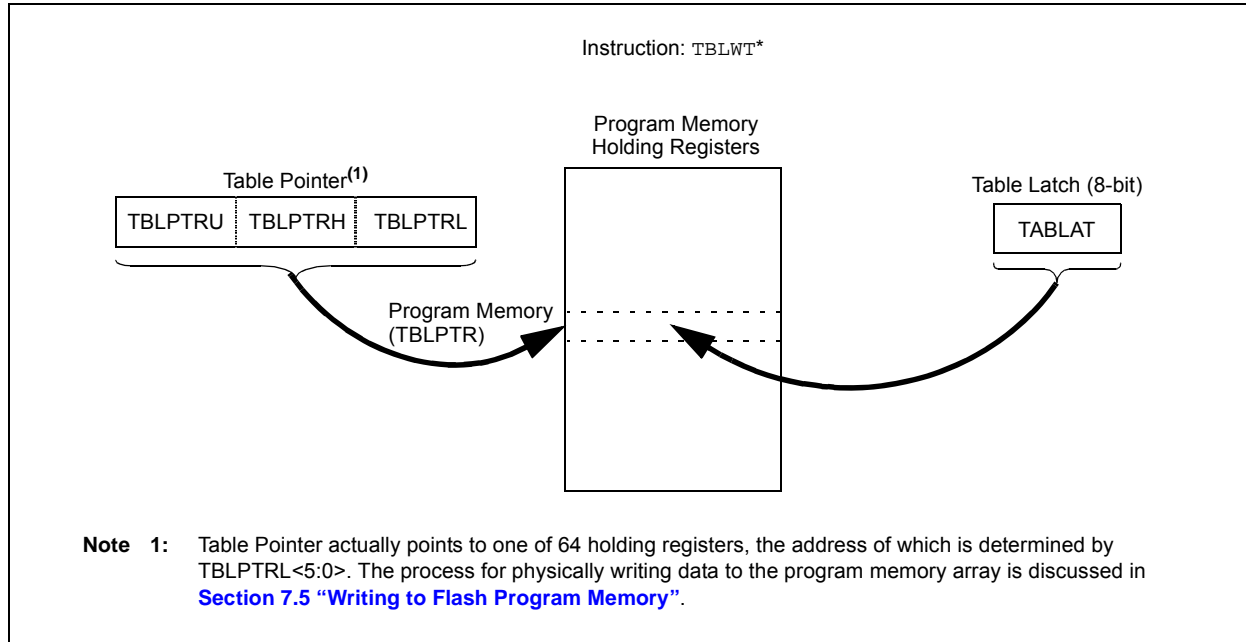 Instruction: TBLWT*
Program Memory
Holding Registers
Table Pointer(1)
Table Latch (8-bit)
TBLPTRU TBLPTRH TBLPTRL
TABLAT
Program Memory
(TBLPTR)
Note 1: Table Pointer actually points to one of 64 holding registers, the address of which is determined by
TBLPTRL<5:0>. The process for physically writing data to the program memory array is discussed in
Section 7.5 “Writing to Flash Program Memory”.